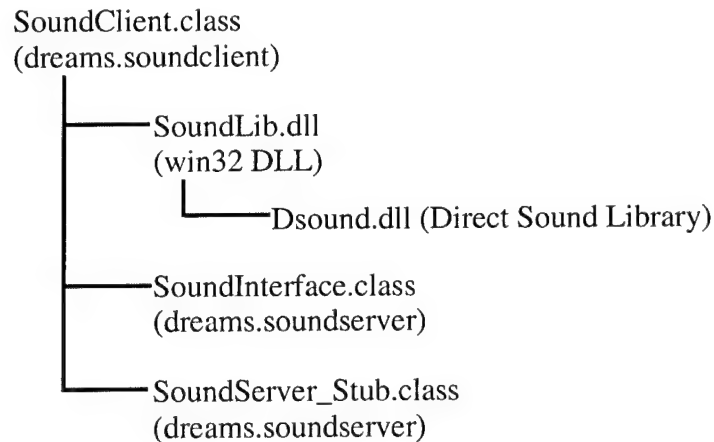 SoundClient.class
(dreams.soundclient)
SoundLib.dll
(win32 DLL)
Dsound.dll (Direct Sound Library)
SoundInterface.class
(dreams.soundserver)
SoundServer_Stub.class
(dreams.soundserver)